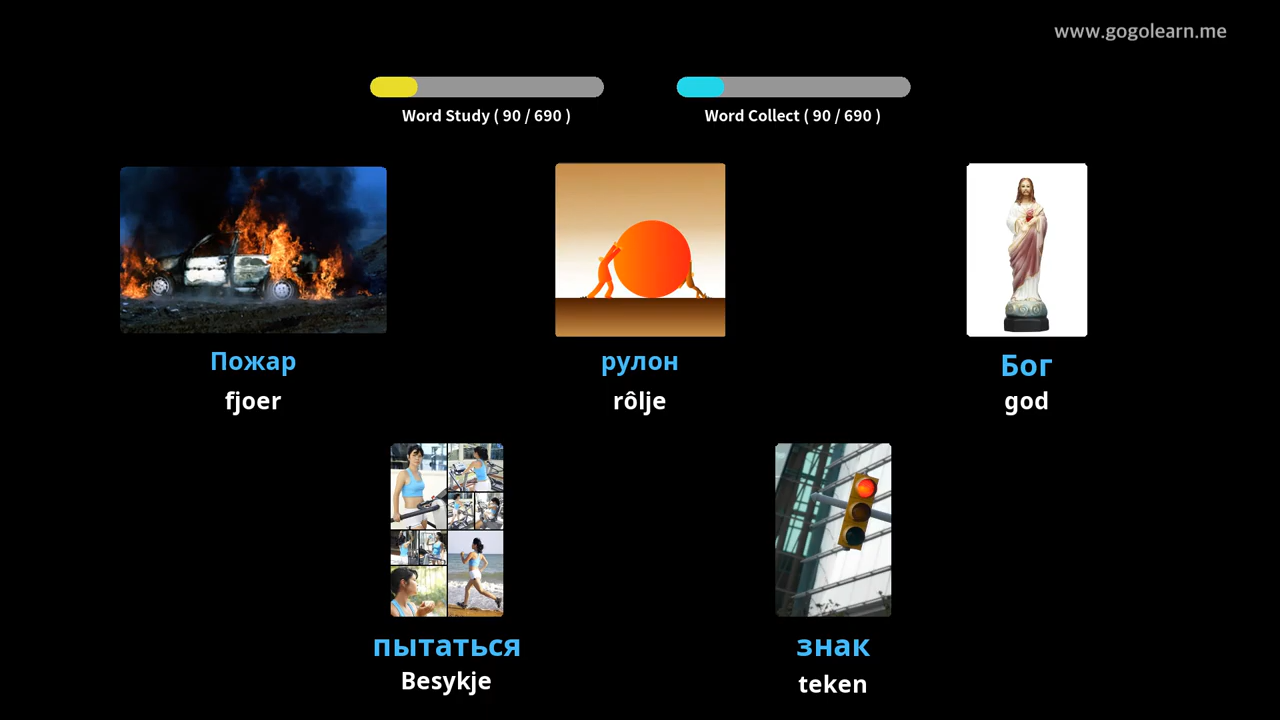 www.gogolearn.me
Word Study ( 90 / 690 )
Word Collect ( 90 / 690 )
Пожар
fjoer
рулон
rôlje
Бог
god
пытаться
Besykje
знак
teken